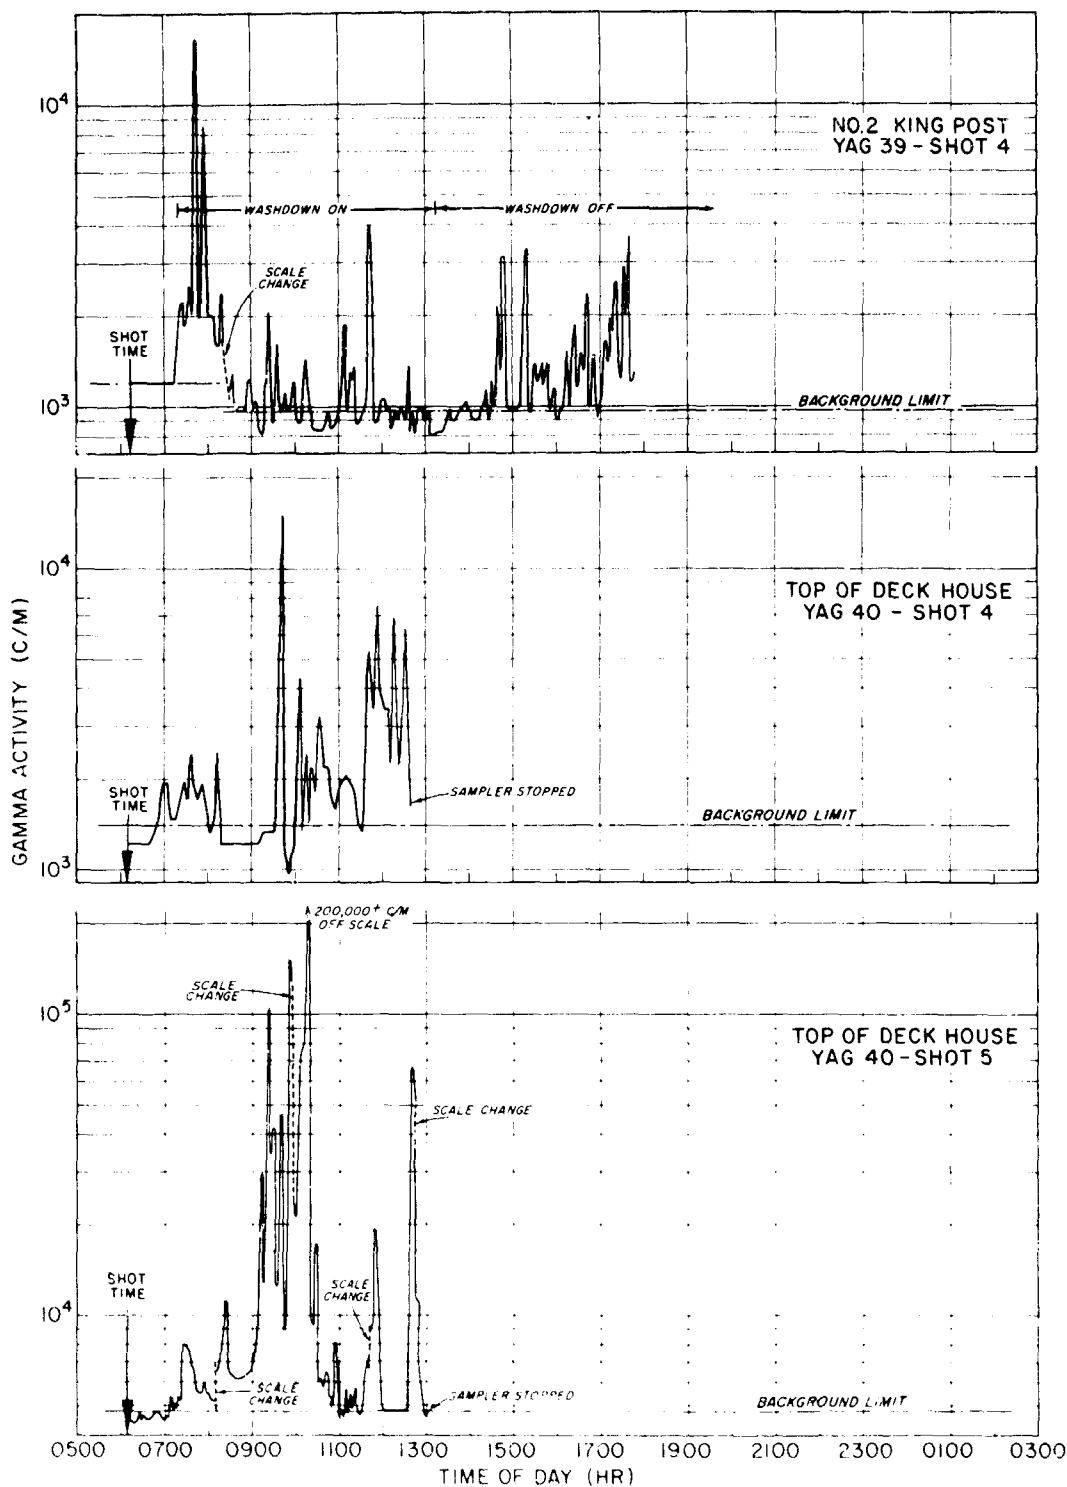 10⁴
NO.2 KING POST
YAG 39 – SHOT 4
WASHDOWN ON
WASHDOWN OFF
SCALE
CHANGE
SHOT
TIME
10³
BACKGROUND LIMIT
10⁴
TOP OF DECK HOUSE
YAG 40 – SHOT 4
SHOT
TIME
SAMPLER STOPPED
BACKGROUND LIMIT
10³
GAMMA ACTIVITY (C/M)
200,000+ C/M
OFF SCALE
SCALE
CHANGE
10⁵
TOP OF DECK HOUSE
YAG 40 – SHOT 5
SCALE CHANGE
SHOT
TIME
SCALE
CHANGE
10⁴
SCALE
CHANGE
SAMPLER STOPPED
BACKGROUND LIMIT
0500 0700 0900 1100 1300 1500 1700 1900 2100 2300 0100 0300
TIME OF DAY (HR)